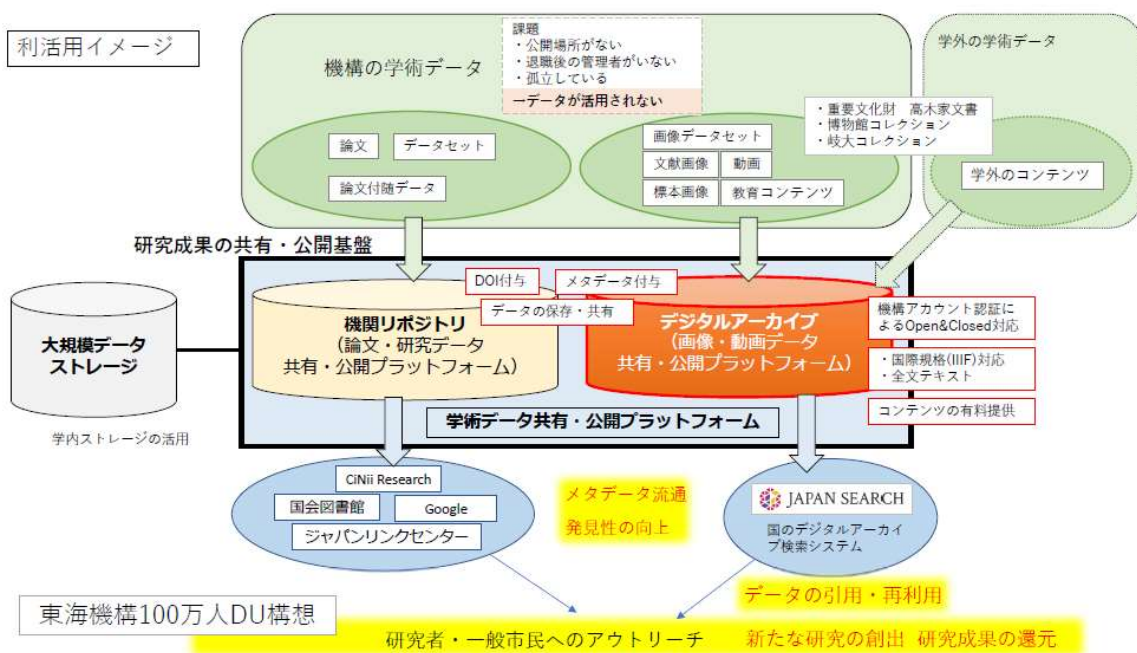 利活用イメージ
課題
・公開場所がない
・退職後の管理者がいない
・孤立している
→データが活用されない
機構の学術データ
学外の学術データ
・重要文化財　高木家文書
・博物館コレクション
・岐大コレクション
論文
データセット
論文付随データ
画像データセット
文献画像
動画
標本画像
教育コンテンツ
学外のコンテンツ
研究成果の共有・公開基盤
DOI付与
メタデータ付与
データの保存・共有
大規模データ
ストレージ
学内ストレージの活用
機関リポジトリ
（論文・研究データ
共有・公開プラットフォーム）
デジタルアーカイブ
（画像・動画データ
共有・公開プラットフォーム）
機構アカウント認証に
よるOpen&Closed対応
・国際規格(IIIF)対応
・全文テキスト
コンテンツの有料提供
学術データ共有・公開プラットフォーム
CiNii Research
国会図書館
Google
ジャパンリンクセンター
メタデータ流通
発見性の向上
JAPAN SEARCH
国のデジタルアーカイ
ブ検索システム
データの引用・再利用
東海機構100万人DU構想
研究者・一般市民へのアウトリーチ
新たな研究の創出 研究成果の還元